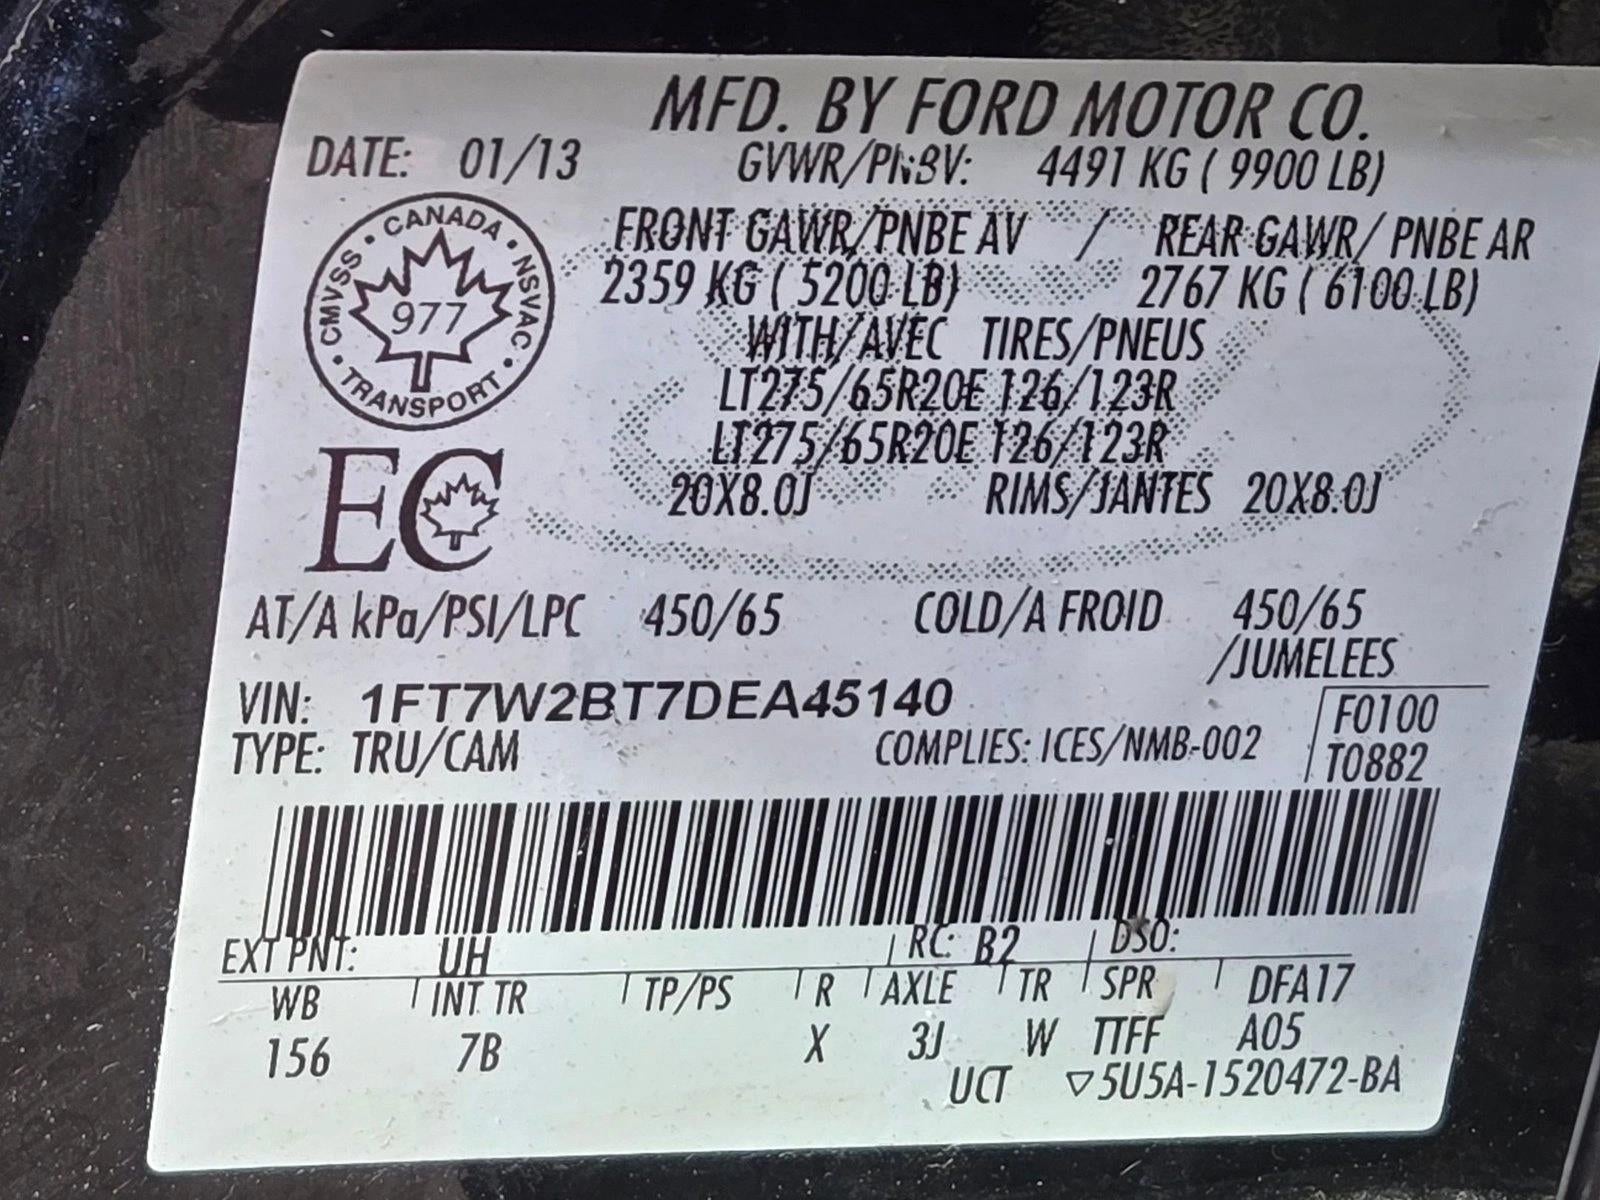 MFD. BY FORD MOTOR CO.
DATE: 01/13 GVWR/PNBV: 4491 KG ( 9900 LB)
CMVSS • CANADA • NSVAC • TRANSPORT •
977
FRONT GAWR/PNBE AV / REAR GAWR/ PNBE AR
2359 KG ( 5200 LB) 2767 KG ( 6100 LB)
WITH/AVEC TIRES/PNEUS
LT275/65R20E 126/123R
LT275/65R20E 126/123R
EC
20X8.0J RIMS/JANTES 20X8.0J
AT/A kPa/PSI/LPC 450/65 COLD/A FROID 450/65
/JUMELEES
VIN: 1FT7W2BT7DEA45140 F0100
TYPE: TRU/CAM COMPLIES: ICES/NMB-002 T0882
EXT PNT: UH RC: B2 DSO:
WB INT TR TP/PS R AXLE TR SPR DFA17
156 7B X 3J W TTFF A05
UCT ▽5U5A-1520472-BA